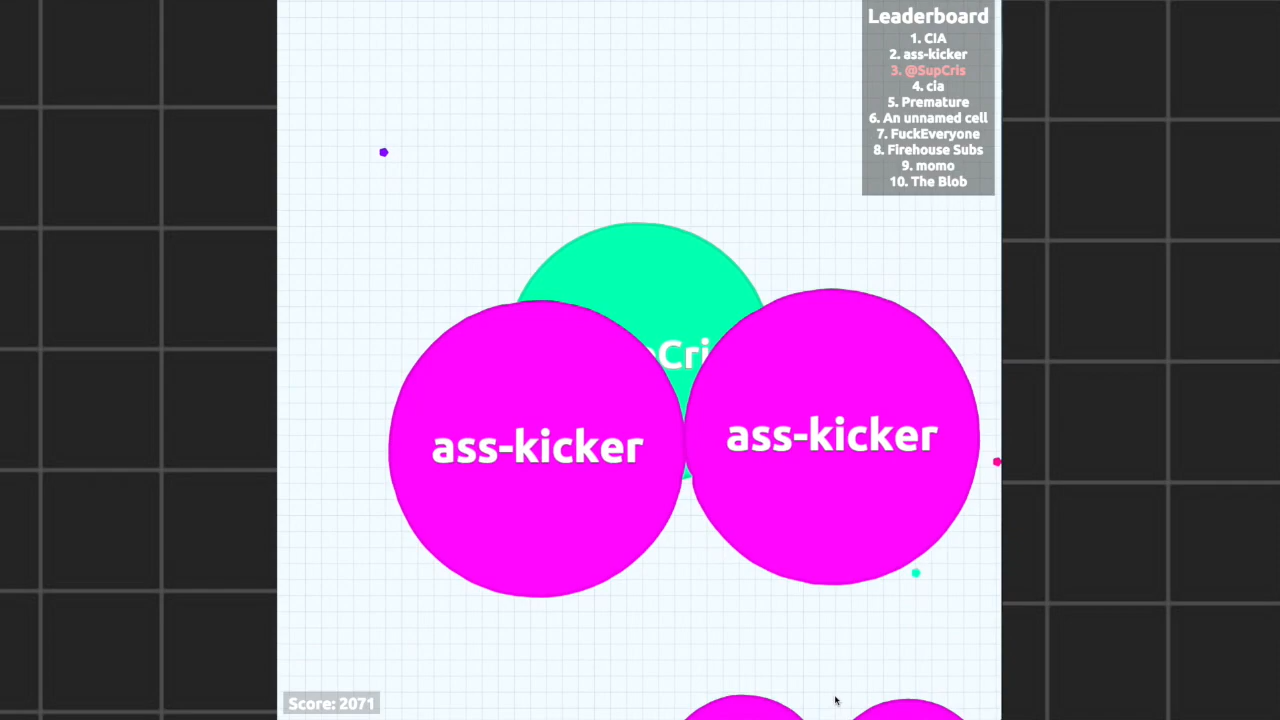 Leaderboard
1. CIA
2. ass-kicker
3. @SupCris
4. cia
5. Premature
6. An unnamed cell
7. FuckEveryone
8. Firehouse Subs
9. momo
10. The Blob
Cri
ass-kicker
ass-kicker
Score: 2071